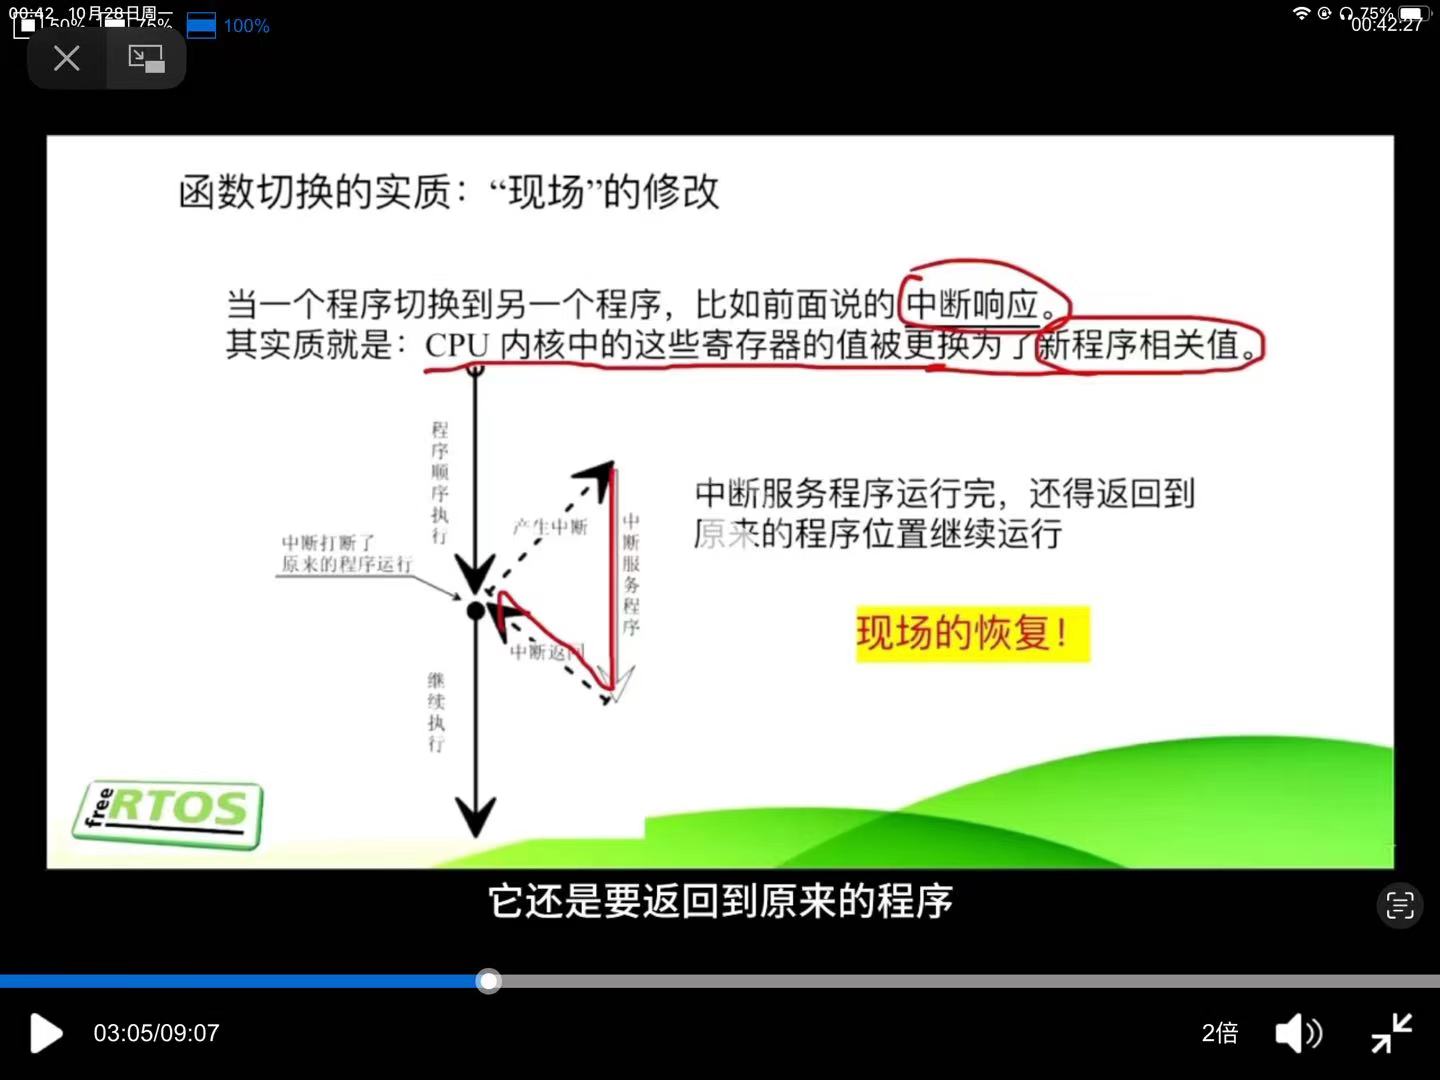 00:42 10月28日周一
75%
50% 75% 100%
00:42:27
函数切换的实质：“现场”的修改
当一个程序切换到另一个程序，比如前面说的中断响应。
其实质就是：CPU 内核中的这些寄存器的值被更换为了新程序相关值。
程序顺序执行
产生中断
中断服务程序
中断打断了
原来的程序运行
中断返回
继续执行
中断服务程序运行完，还得返回到
原来的程序位置继续运行
现场的恢复！
free RTOS
它还是要返回到原来的程序
03:05/09:07
2倍